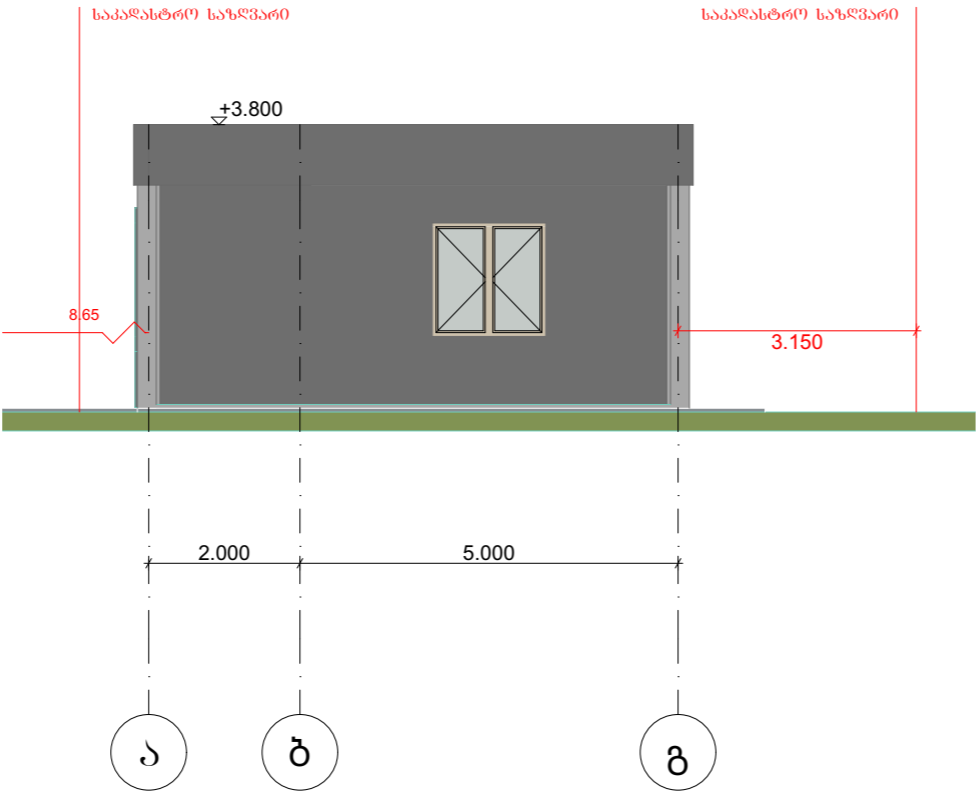 საკადასტრო საზღვარი
საკადასტრო საზღვარი
+3.800
8.65
3.150
2.000
5.000
ა
ბ
გ